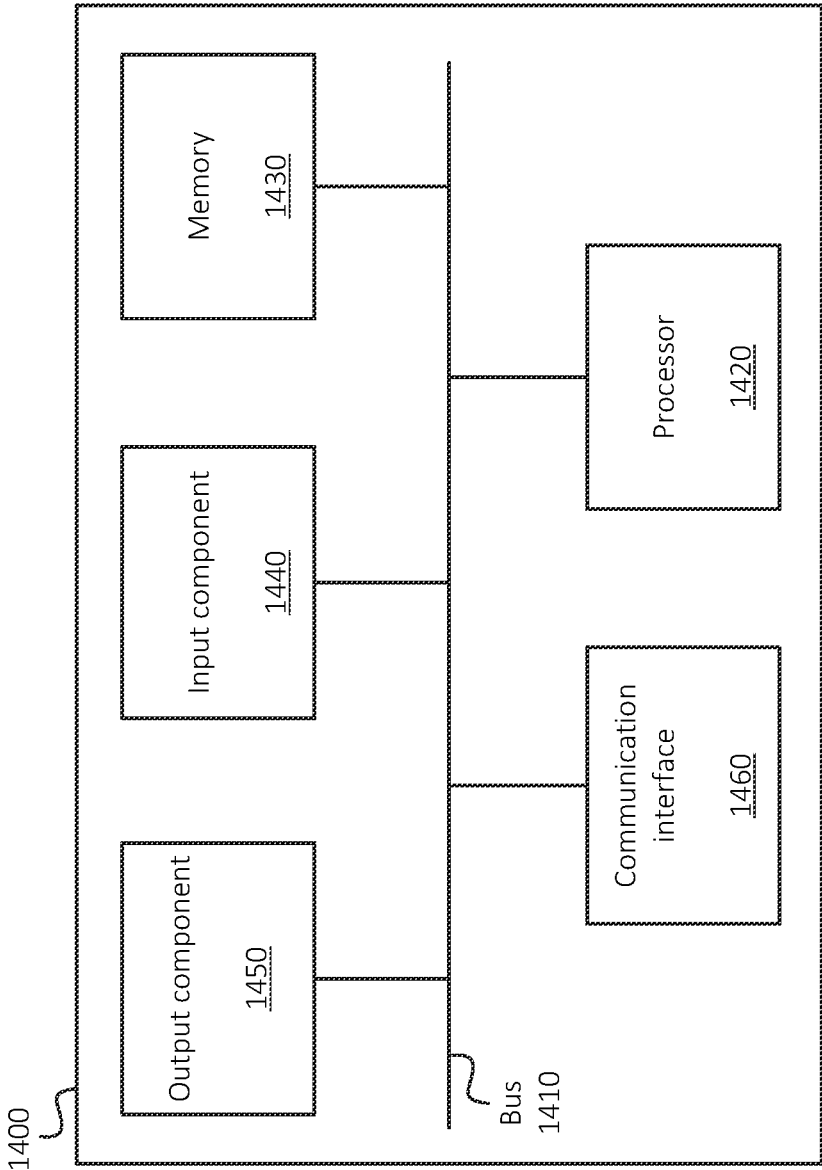 1400
Output component
1450
Input component
1440
Memory
1430
Bus
1410
Communication
interface
1460
Processor
1420